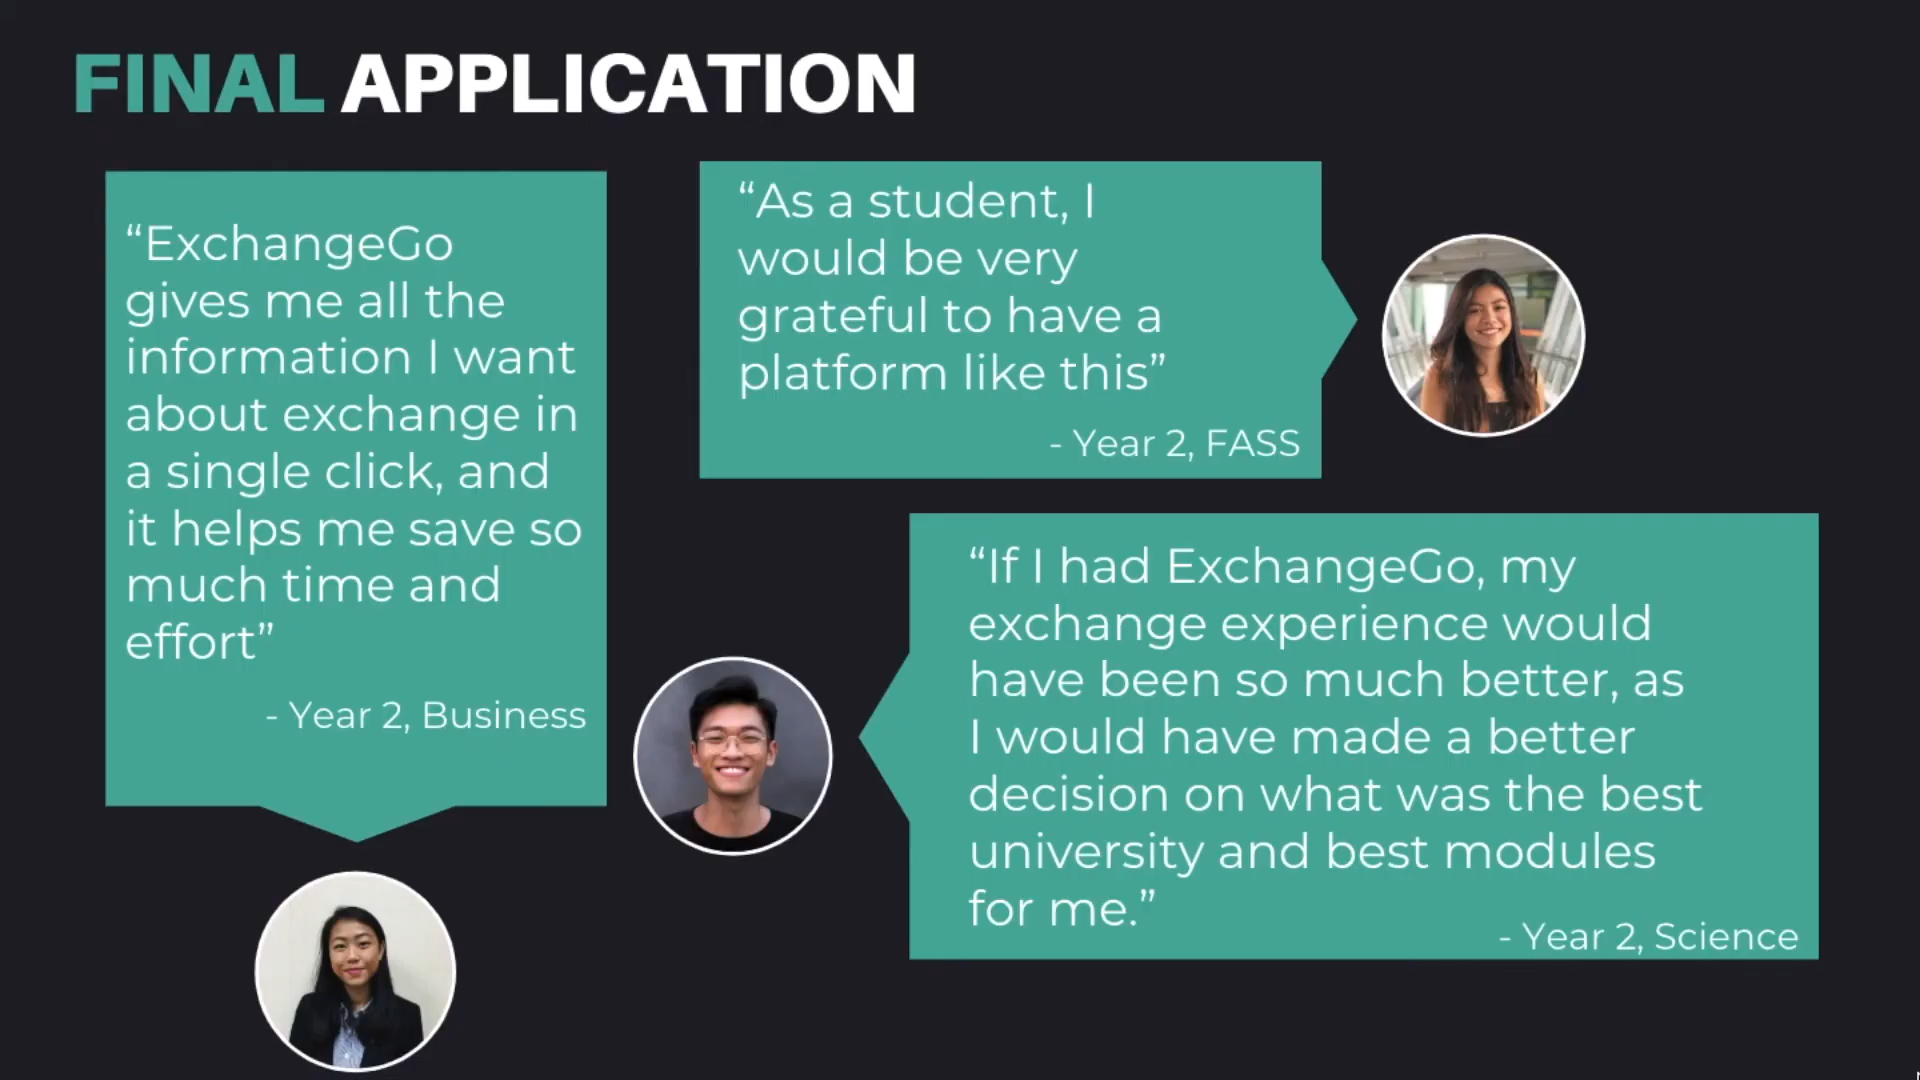 FINAL APPLICATION
“ExchangeGo
gives me all the
information I want
about exchange in
a single click, and
it helps me save so
much time and
effort”
- Year 2, Business
“As a student, I
would be very
grateful to have a
platform like this”
- Year 2, FASS
“If I had ExchangeGo, my
exchange experience would
have been so much better, as
I would have made a better
decision on what was the best
university and best modules
for me.”
- Year 2, Science